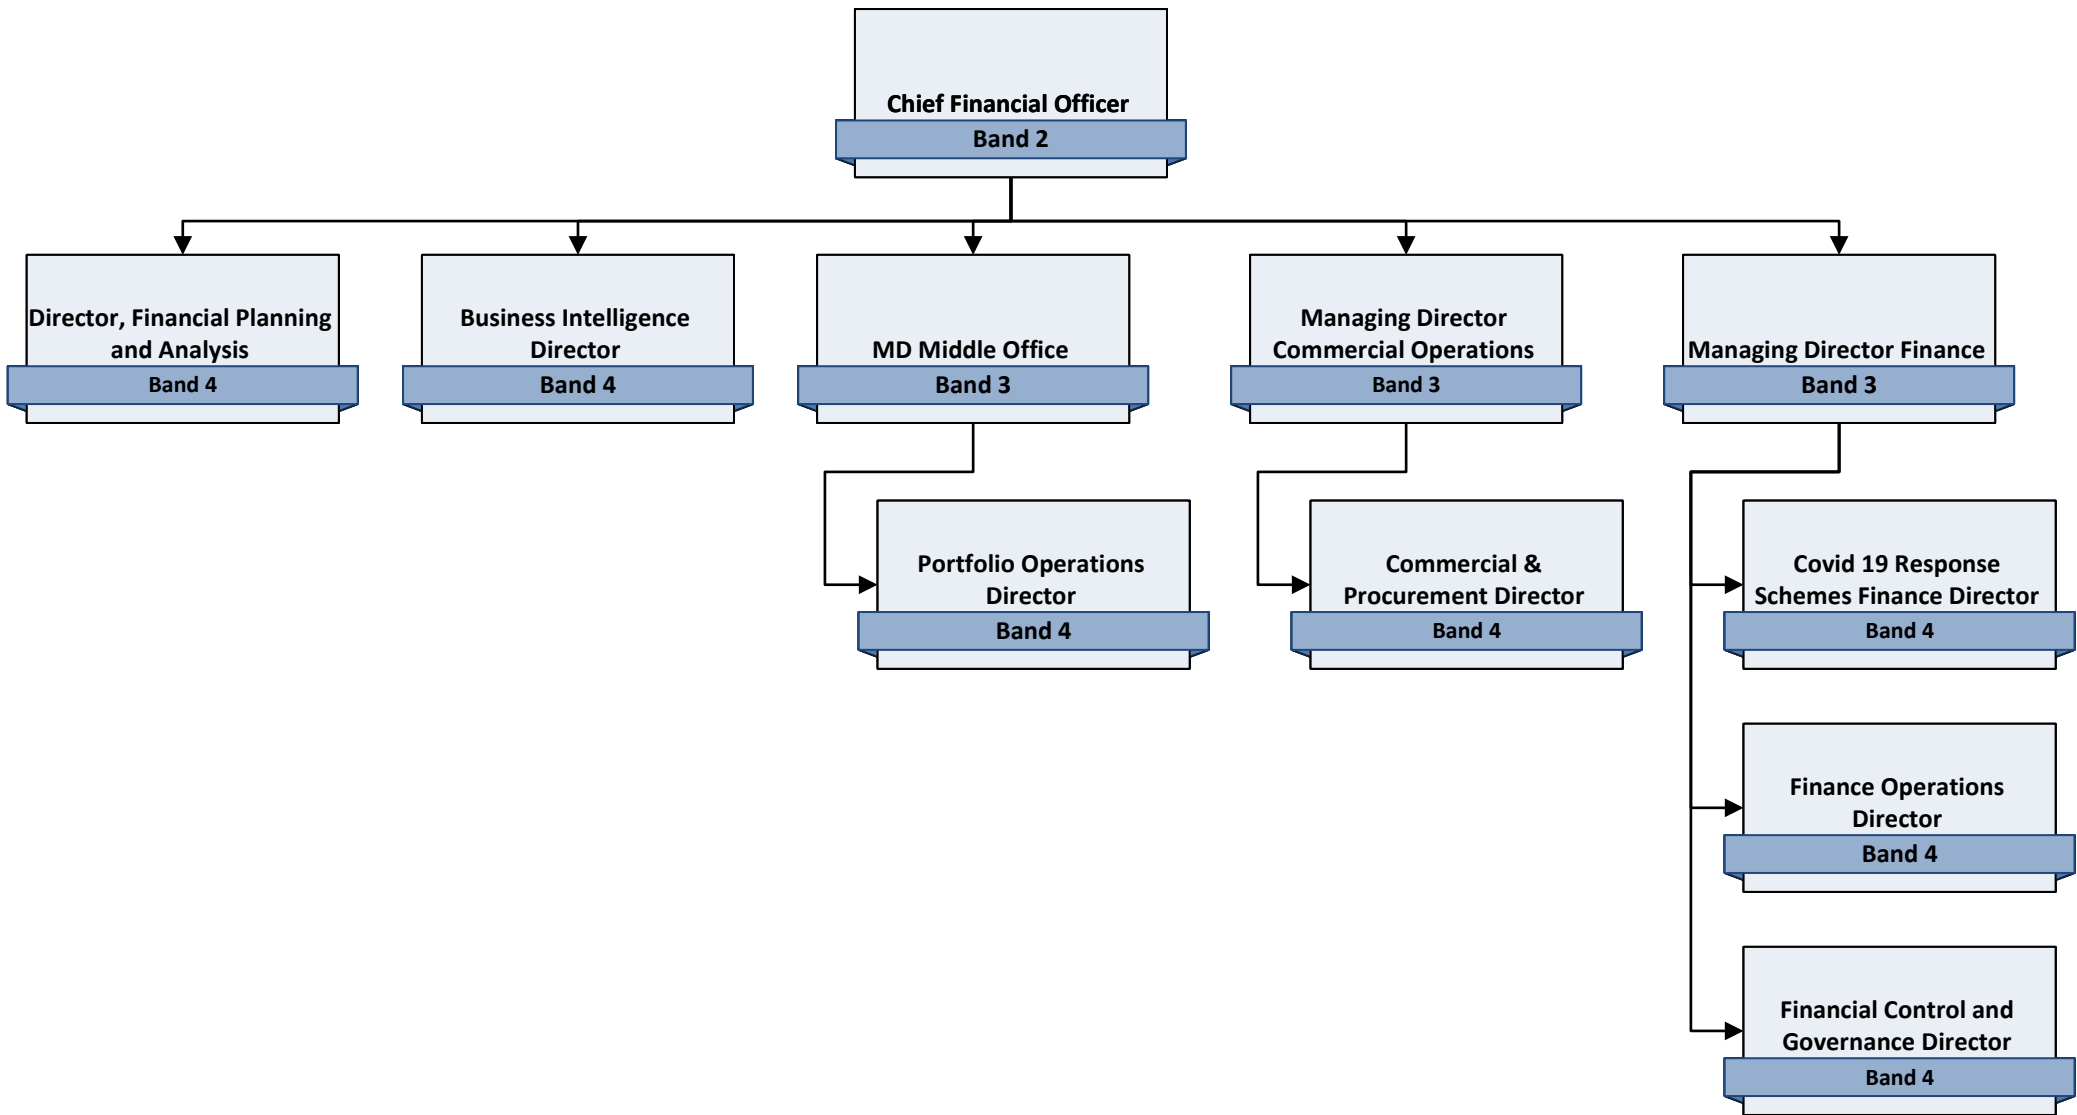 Chief Financial Officer
Band 2
Director, Financial Planning
and Analysis
Band 4
Business Intelligence
Director
Band 4
MD Middle Office
Band 3
Managing Director
Commercial Operations
Band 3
Managing Director Finance
Band 3
Portfolio Operations
Director
Band 4
Commercial &
Procurement Director
Band 4
Covid 19 Response
Schemes Finance Director
Band 4
Finance Operations
Director
Band 4
Financial Control and
Governance Director
Band 4